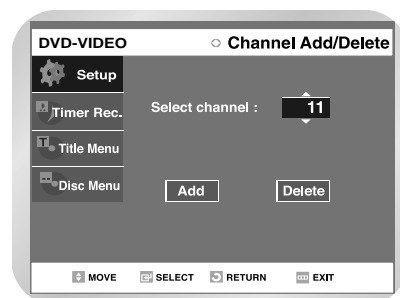 DVD-VIDEO
Channel Add/Delete
Setup
Timer Rec.
Title Menu
Disc Menu
Select channel : 11
Add Delete
MOVE SELECT RETURN EXIT